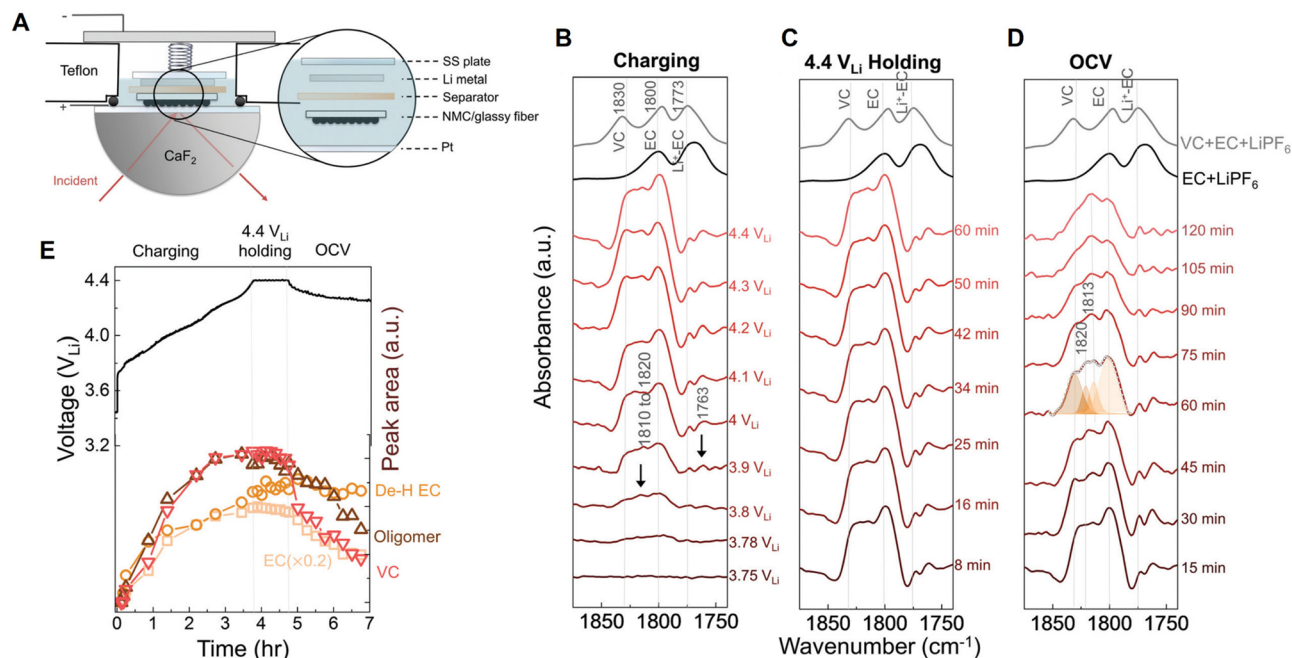 A
-
Teflon
+
CaF2
Incident
SS plate
Li metal
Separator
NMC/glassy fiber
Pt
B
Charging
VC
1830
EC
1800
Li+-EC
1773
4.4 VLi
4.3 VLi
4.2 VLi
4.1 VLi
4 VLi
1810 to 1820
1763
3.9 VLi
3.8 VLi
3.78 VLi
3.75 VLi
1850
1800
1750
Absorbance (a.u.)
C
4.4 VLi Holding
VC
EC
Li+-EC
60 min
50 min
42 min
34 min
25 min
16 min
8 min
1850
1800
1750
Wavenumber (cm-1)
D
OCV
VC
EC
Li+-EC
VC+EC+LiPF6
EC+LiPF6
120 min
105 min
90 min
1820
1813
75 min
60 min
45 min
30 min
15 min
1850
1800
1750
E
Charging
4.4 VLi
holding
OCV
4.4
4.0
3.6
3.2
Voltage (VLi)
Peak area (a.u.)
De-H EC
Oligomer
EC(×0.2)
VC
0
1
2
3
4
5
6
7
Time (hr)